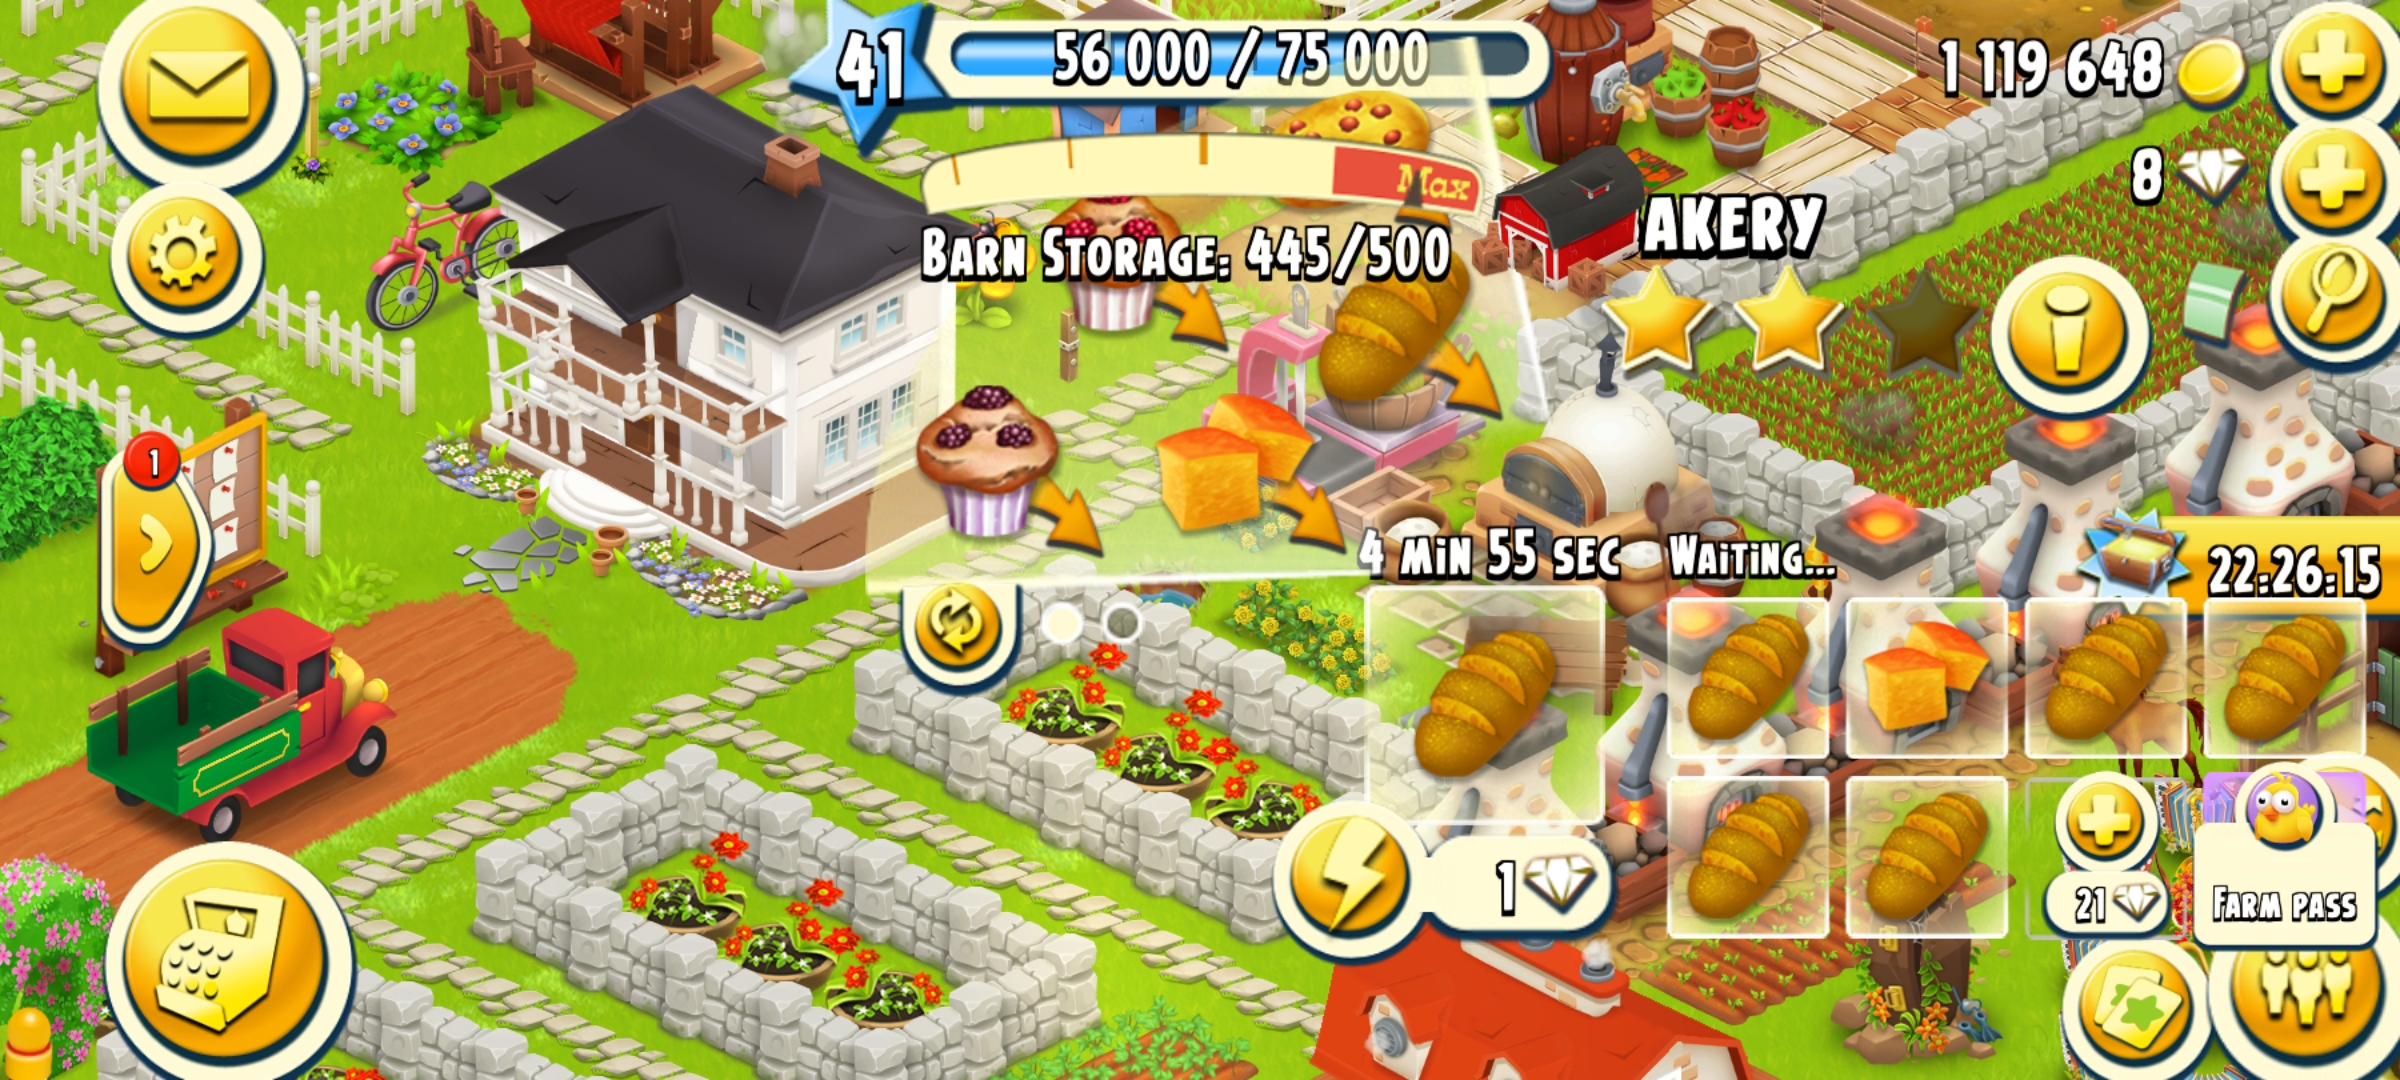 41
56 000 / 75 000
1 119 648
Max
8
AKERY
BARN STORAGE: 445/500
1
4 MIN 55 SEC
WAITING...
22:26:15
1
21
FARM PASS